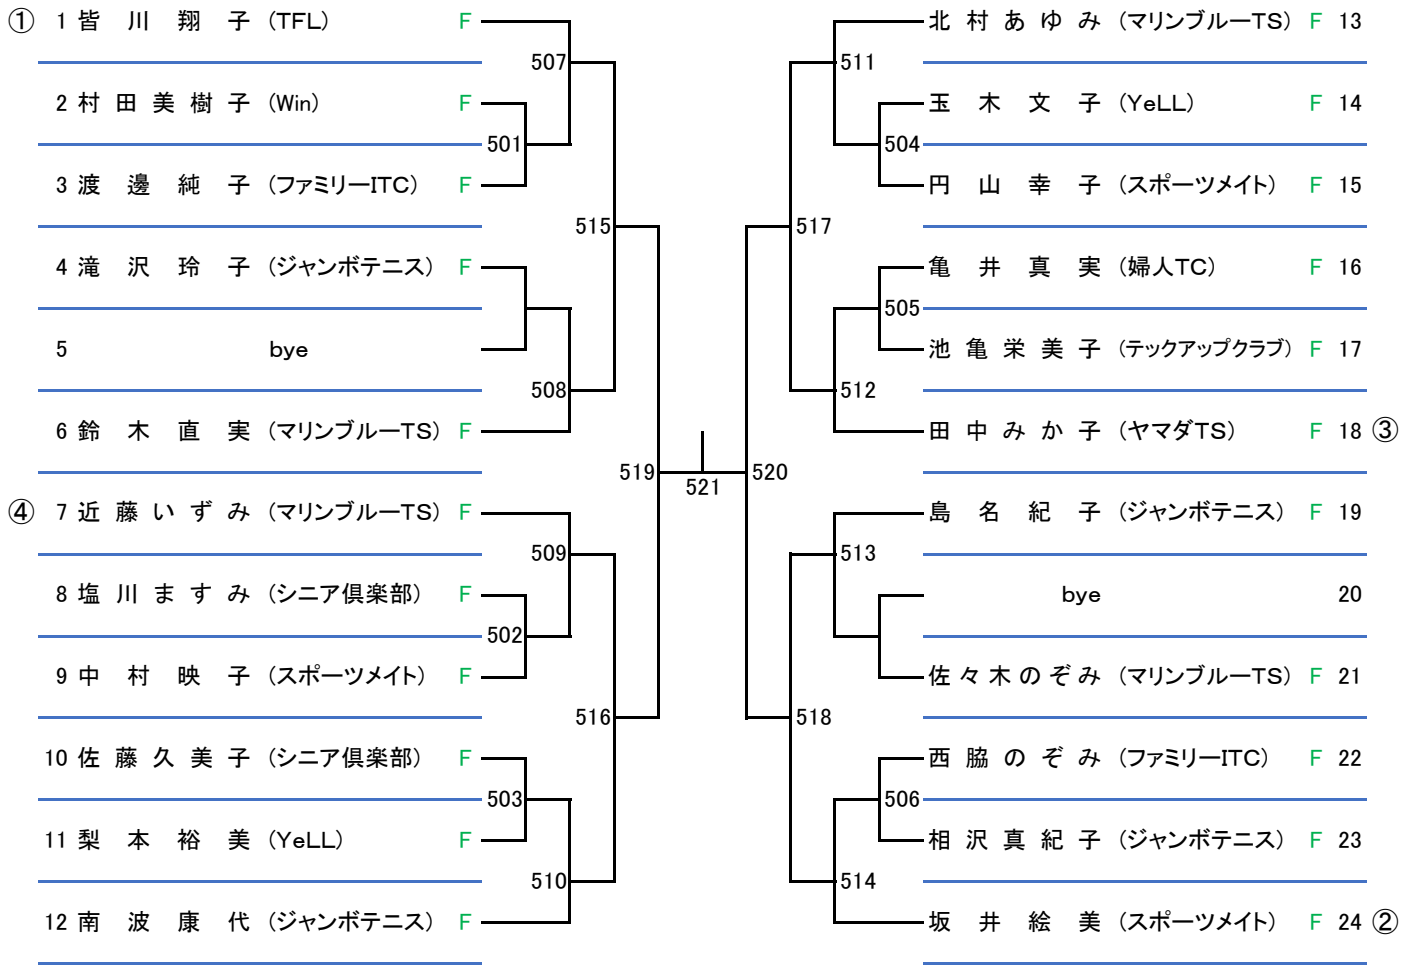 ① 1 皆川翔子 (TFL) F
507
2 村田美樹子 (Win) F
501
3 渡邊純子 (ファミリーITC) F
515
4 滝沢玲子 (ジャンボテニス) F
5 bye
508
6 鈴木直実 (マリンブルーTS) F
519
④ 7 近藤いずみ (マリンブルーTS) F
509
8 塩川ますみ (シニア倶楽部) F
502
9 中村映子 (スポーツメイト) F
516
10 佐藤久美子 (シニア倶楽部) F
503
11 梨本裕美 (YeLL) F
510
12 南波康代 (ジャンボテニス) F
521
北村あゆみ (マリンブルーTS) F 13
511
玉木文子 (YeLL) F 14
504
円山幸子 (スポーツメイト) F 15
517
亀井真実 (婦人TC) F 16
505
池亀栄美子 (テックアップクラブ) F 17
512
田中みか子 (ヤマダTS) F 18 ③
520
島名紀子 (ジャンボテニス) F 19
513
bye 20
佐々木のぞみ (マリンブルーTS) F 21
518
西脇のぞみ (ファミリーITC) F 22
506
相沢真紀子 (ジャンボテニス) F 23
514
坂井絵美 (スポーツメイト) F 24 ②